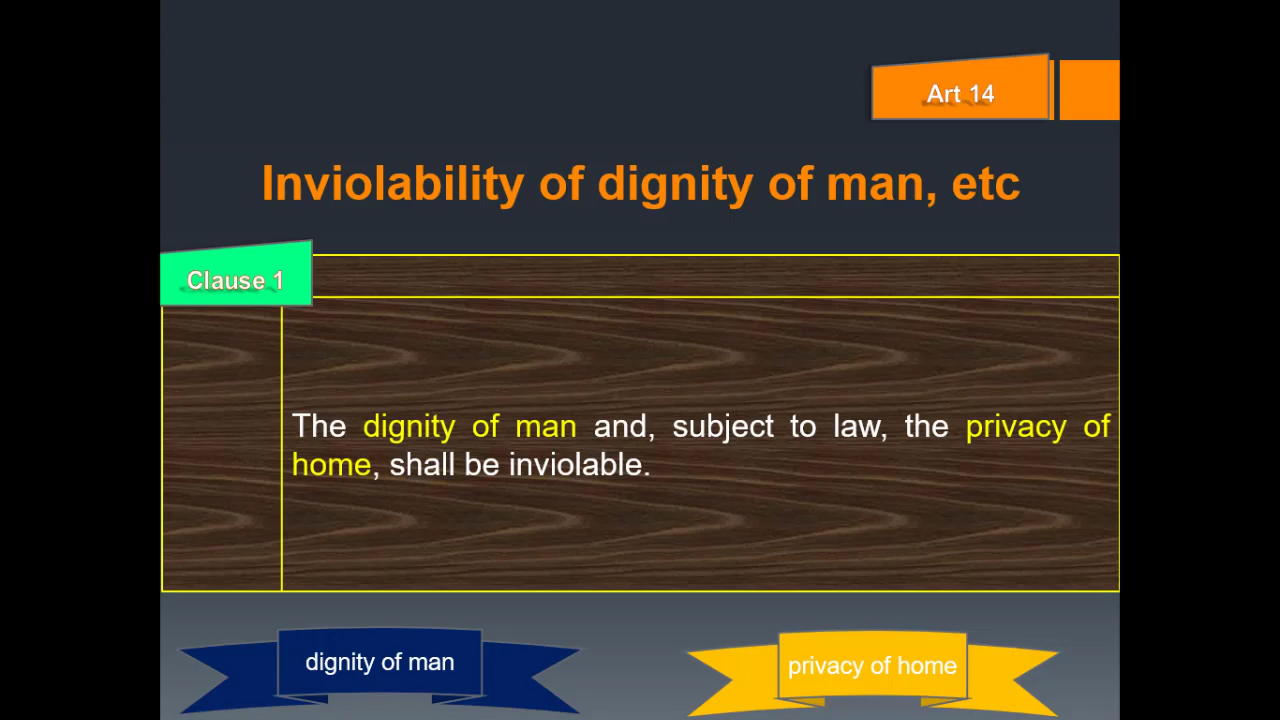 Art 14
Inviolability of dignity of man, etc
Clause 1
The dignity of man and, subject to law, the privacy of
home, shall be inviolable.
dignity of man
privacy of home